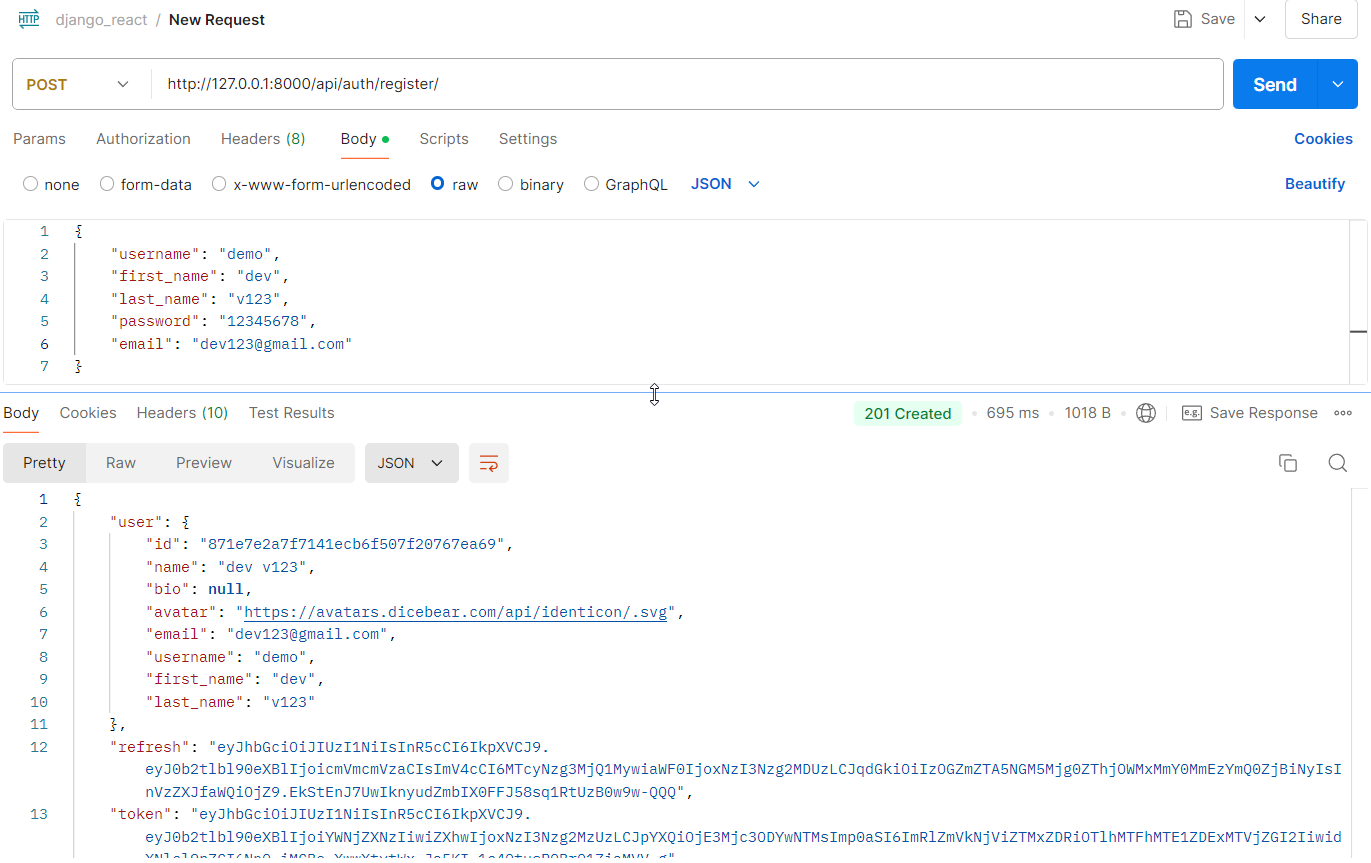 HTTP django_react / New Request Save Share
POST http://127.0.0.1:8000/api/auth/register/ Send
Params Authorization Headers (8) Body Scripts Settings Cookies
none form-data x-www-form-urlencoded raw binary GraphQL JSON Beautify
1 {
2 "username": "demo",
3 "first_name": "dev",
4 "last_name": "v123",
5 "password": "12345678",
6 "email": "dev123@gmail.com"
7 }
Body Cookies Headers (10) Test Results 201 Created 695 ms 1018 B e.g. Save Response
Pretty Raw Preview Visualize JSON
1 {
2 "user": {
3 "id": "871e7e2a7f7141ecb6f507f20767ea69",
4 "name": "dev v123",
5 "bio": null,
6 "avatar": "https://avatars.dicebear.com/api/identicon/.svg",
7 "email": "dev123@gmail.com",
8 "username": "demo",
9 "first_name": "dev",
10 "last_name": "v123"
11 },
12 "refresh": "eyJhbGciOiJIUzI1NiIsInR5cCI6IkpXVCJ9.
eyJ0b2tlbl90eXBlIjoicmVmcmVzaCIsImV4cCI6MTcyNzg3MjQ1MywiaWF0IjoxNzI3Nzg2MDUzLCJqdGkiOiIzOGZmZTA5NGM5Mjg0ZThjOWMxMmY0MmEzYmQ0ZjBiNyIsI
nVzZXJfaWQiOjZ9.EkStEnJ7UwIknyudZmbIX0FFJ58sq1RtUzB0w9w-QQQ",
13 "token": "eyJhbGciOiJIUzI1NiIsInR5cCI6IkpXVCJ9.
eyJ0b2tlbl90eXBlIjoiYWNjZXNzIiwiZXhwIjoxNzI3Nzg2MzUzLCJpYXQiOjE3Mjc3ODYwNTMsImp0aSI6ImRlZmVkNjViZTMxZDRiOTlhMTFhMTE1ZDExMTVjZGI2Iiwid